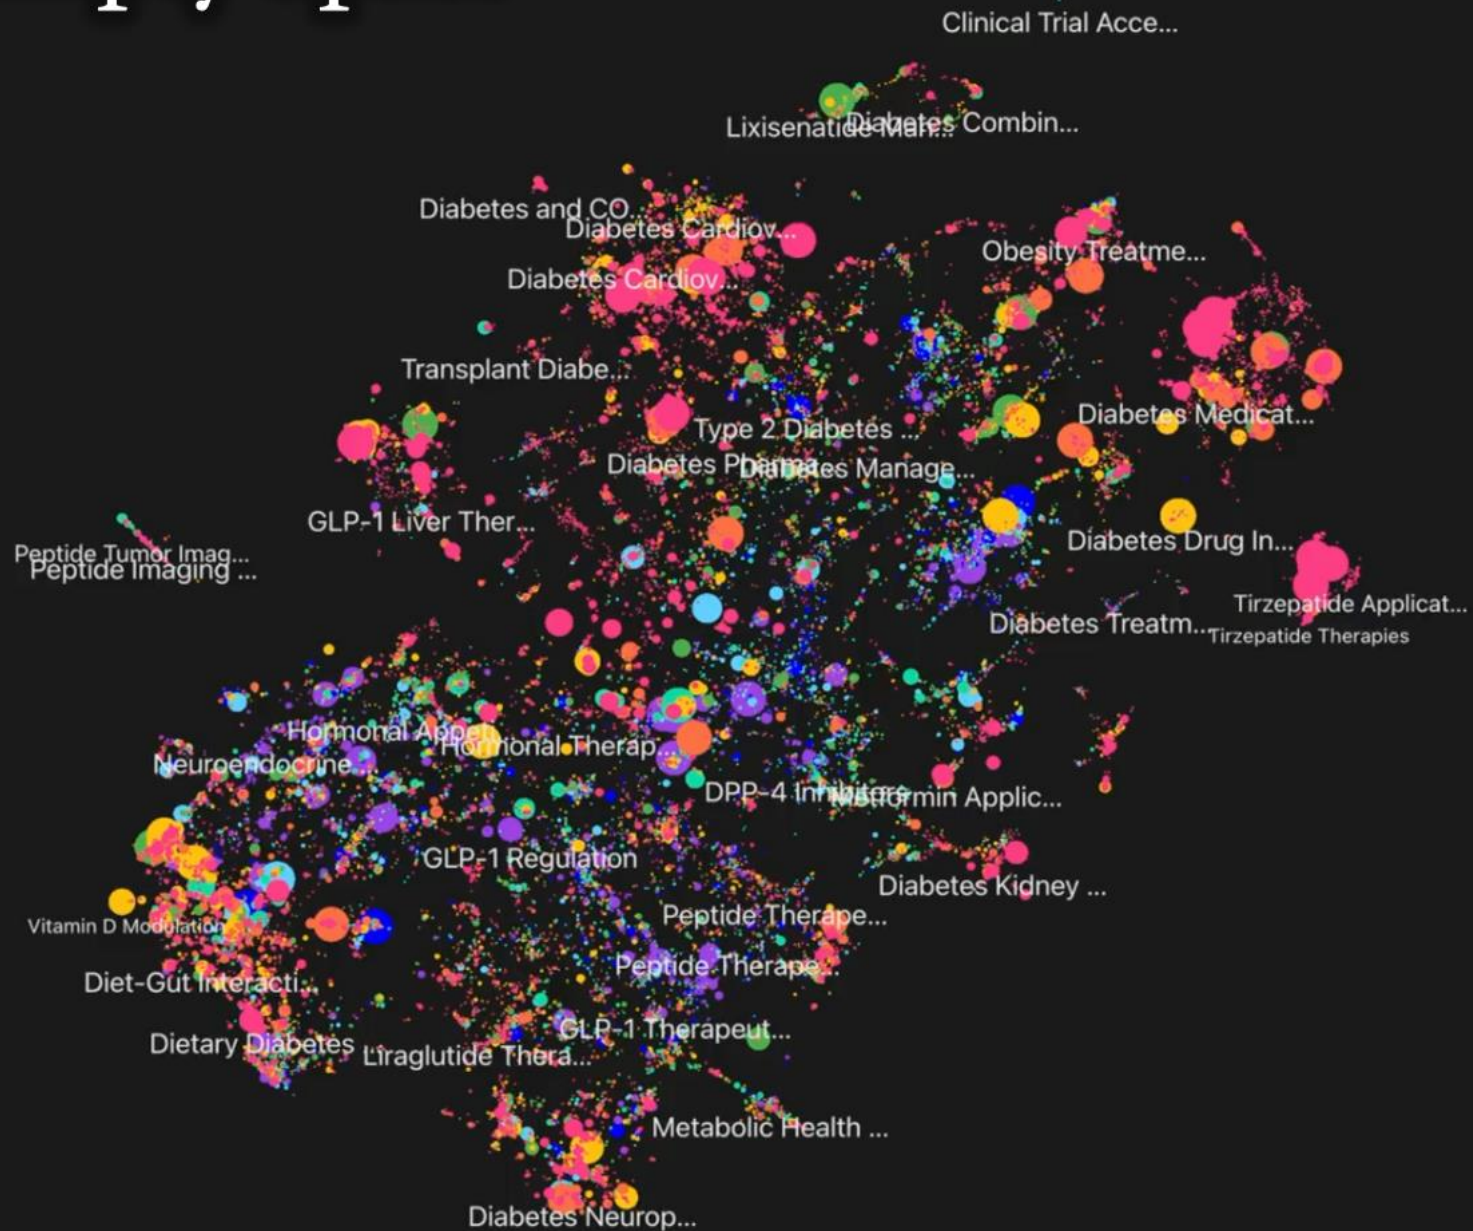 Clinical Trial Acce...
Diabetes Combin...
Lixisenatide Man...
Diabetes and CO...
Diabetes Cardiov...
Obesity Treatme...
Diabetes Cardiov...
Transplant Diabe...
Diabetes Medicat...
Type 2 Diabetes ...
Diabetes Pharma...
Diabetes Manage...
GLP-1 Liver Ther...
Diabetes Drug In...
Peptide Tumor Imag...
Peptide Imaging ...
Tirzepatide Applicat...
Diabetes Treatm...
Tirzepatide Therapies
Hormonal Appeti...
Hormonal Therap...
Neuroendocrine...
DPP-4 Inhibitors
Metformin Applic...
GLP-1 Regulation
Diabetes Kidney ...
Peptide Therape...
Vitamin D Modulation
Peptide Therape...
Diet-Gut Interacti...
GLP-1 Therapeut...
Dietary Diabetes
Liraglutide Thera...
Metabolic Health ...
Diabetes Neurop...